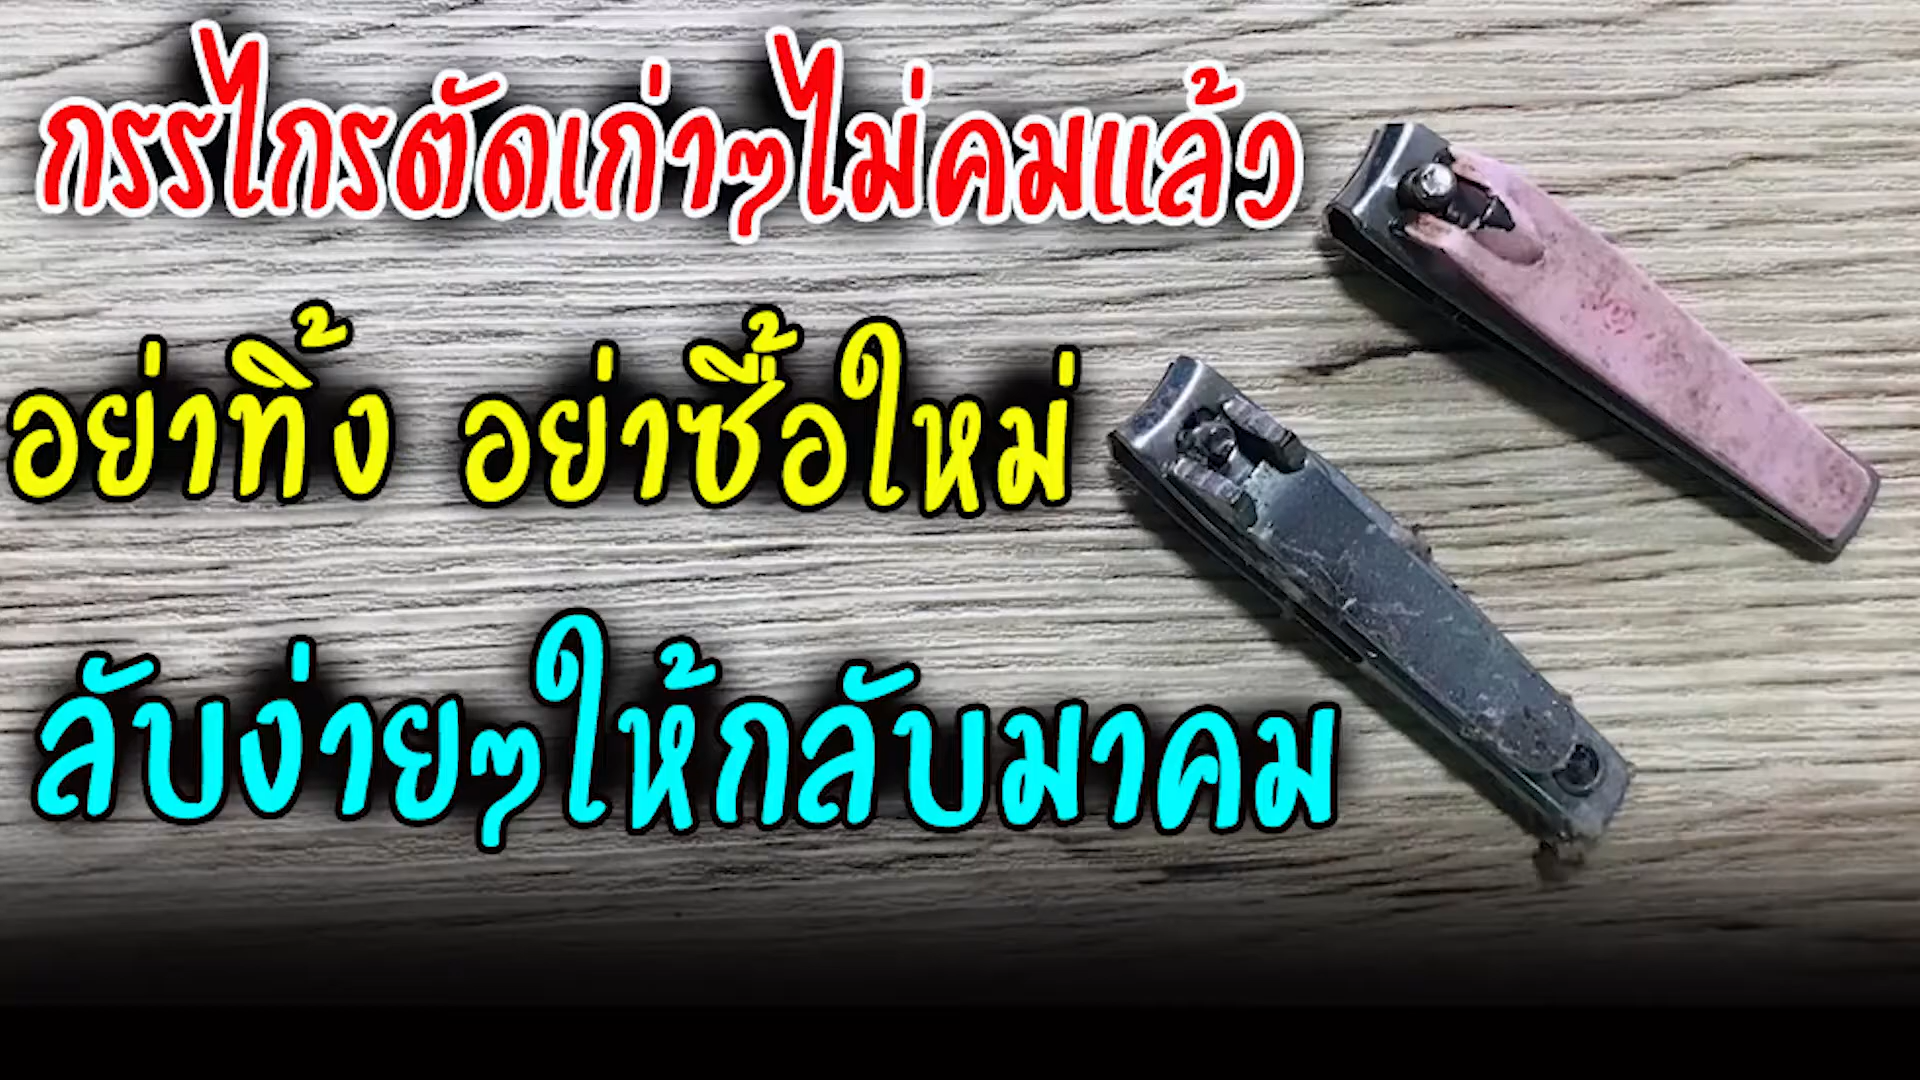 กรรไกรตัดเก่าๆไม่คมแล้ว
อย่าทิ้ง อย่าซื้อใหม่
ลับง่ายๆให้กลับมาคม